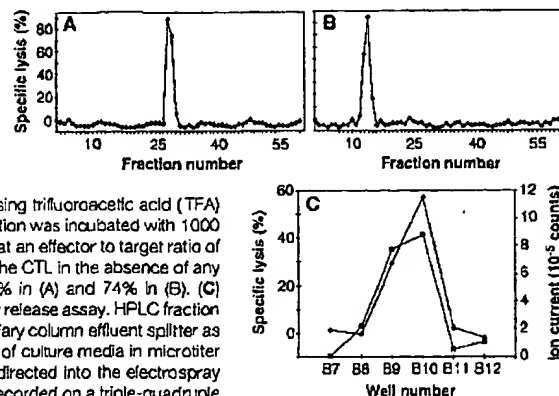 A
B
Specific lysis (%)
80
60
40
20
0
10 25 40 55
10 25 40 55
Fraction number
Fraction number
sing trifluoroacetic acid (TFA)
tion was incubated with 1000
at an effector to target ratio of
he CTL in the absence of any
% in (A) and 74% in (B). (C)
release assay. HPLC fraction
lary column effluent splitter as
of culture media in microtiter
directed into the electrospray
ecorded on a triple-quadruple
C
Specific lysis (%)
60
40
20
0
12
10
8
6
4
2
0
Ion current (10⁻⁵ counts)
B7 B8 B9 B10 B11 B12
Well number